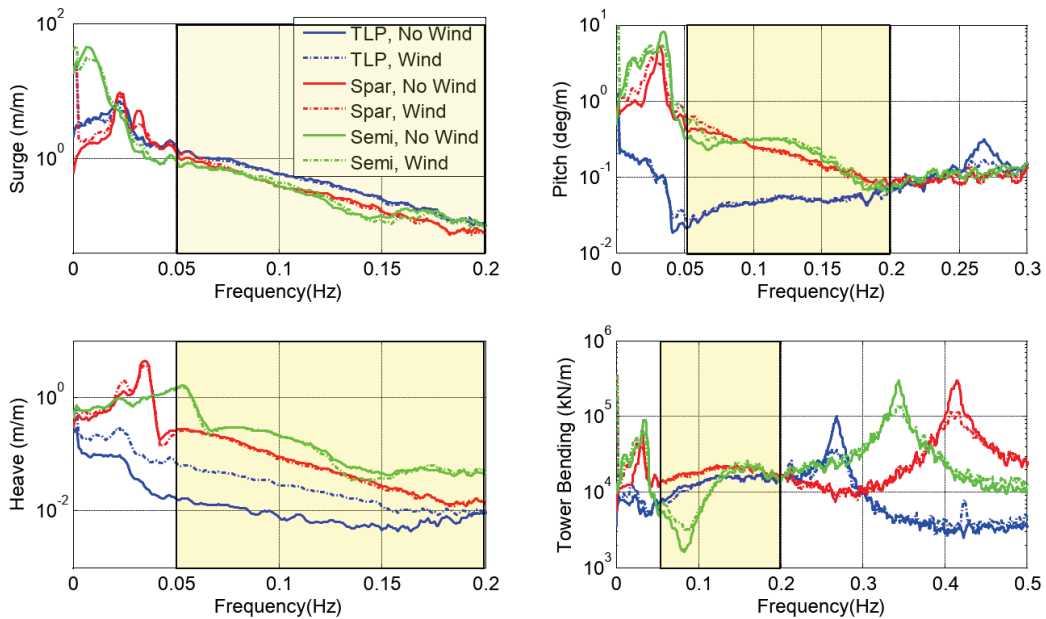 10^2
10^0
Surge (m/m)
0
0.05
0.1
0.15
0.2
Frequency(Hz)
TLP, No Wind
TLP, Wind
Spar, No Wind
Spar, Wind
Semi, No Wind
Semi, Wind
10^1
10^0
10^-1
10^-2
Pitch (deg/m)
0
0.05
0.1
0.15
0.2
0.25
0.3
Frequency(Hz)
10^0
10^-2
Heave (m/m)
0
0.05
0.1
0.15
0.2
Frequency(Hz)
10^6
10^5
10^4
10^3
Tower Bending (kN/m)
0
0.1
0.2
0.3
0.4
0.5
Frequency(Hz)